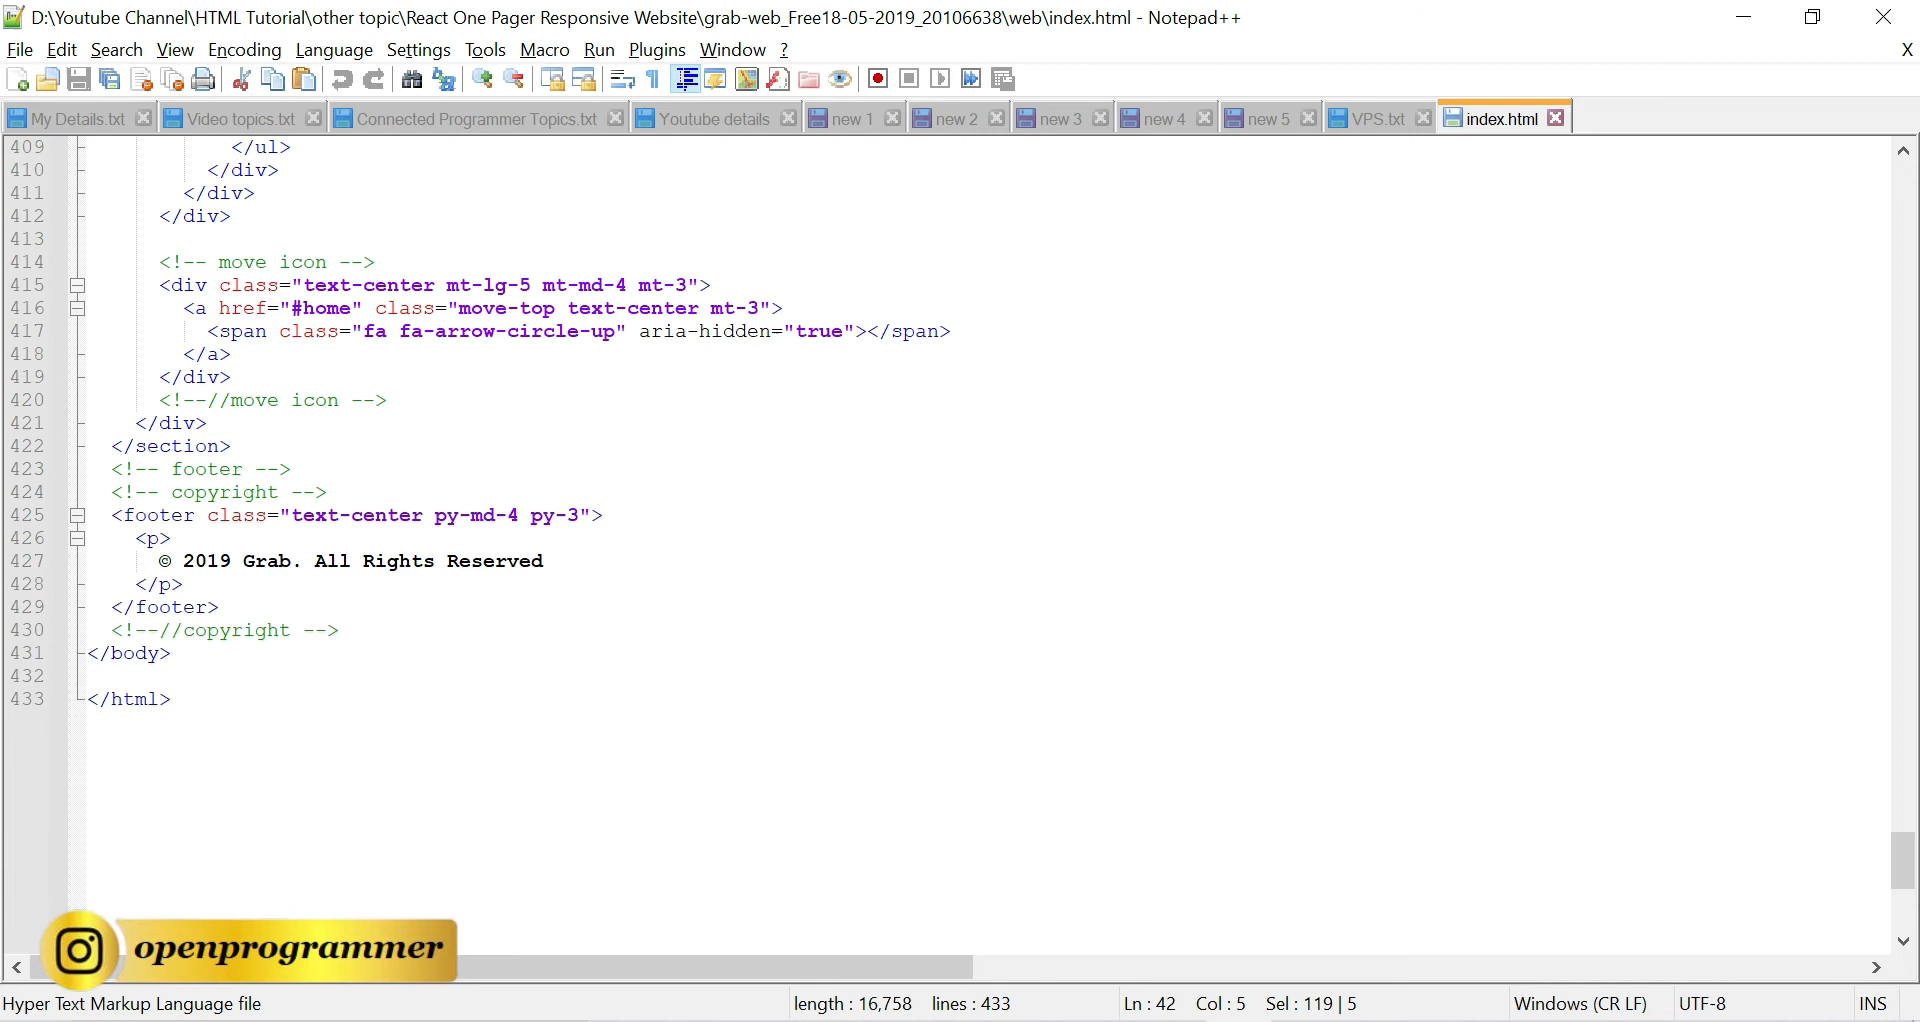 D:\Youtube Channel\HTML Tutorial\other topic\React One Pager Responsive Website\grab-web_Free18-05-2019_20106638\web\index.html - Notepad++
File Edit Search View Encoding Language Settings Tools Macro Run Plugins Window ? X
My Details.txt Video topics.txt Connected Programmer Topics.txt Youtube details new 1 new 2 new 3 new 4 new 5 VPS.txt index.html
409 </ul>
410 </div>
411 </div>
412 </div>
413
414 <!-- move icon -->
415 <div class="text-center mt-lg-5 mt-md-4 mt-3">
416 <a href="#home" class="move-top text-center mt-3">
417 <span class="fa fa-arrow-circle-up" aria-hidden="true"></span>
418 </a>
419 </div>
420 <!--//move icon -->
421 </div>
422 </section>
423 <!-- footer -->
424 <!-- copyright -->
425 <footer class="text-center py-md-4 py-3">
426 <p>
427 © 2019 Grab. All Rights Reserved
428 </p>
429 </footer>
430 <!--//copyright -->
431 </body>
432
433 </html>
openprogrammer
Hyper Text Markup Language file length : 16,758 lines : 433 Ln : 42 Col : 5 Sel : 119 | 5 Windows (CR LF) UTF-8 INS